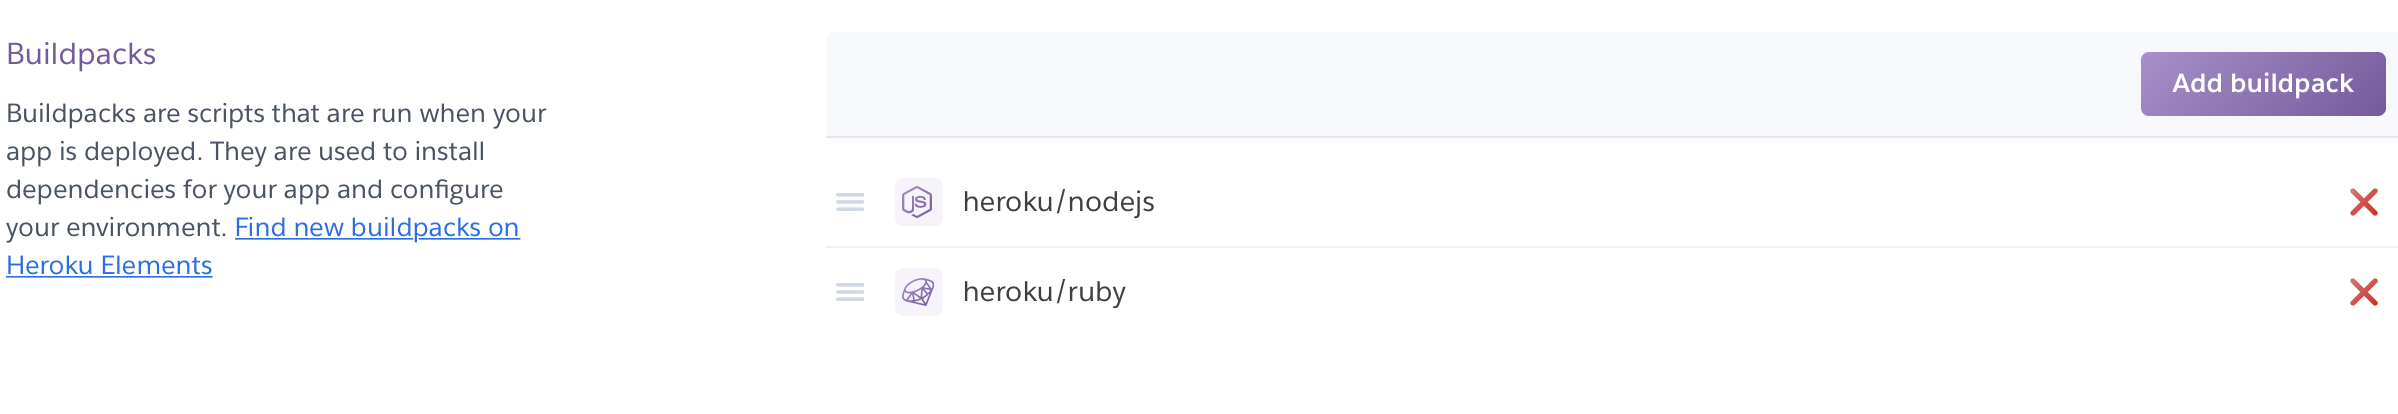 Buildpacks
Buildpacks are scripts that are run when your
app is deployed. They are used to install
dependencies for your app and configure
your environment. Find new buildpacks on
Heroku Elements
Add buildpack
JS heroku/nodejs
heroku/ruby